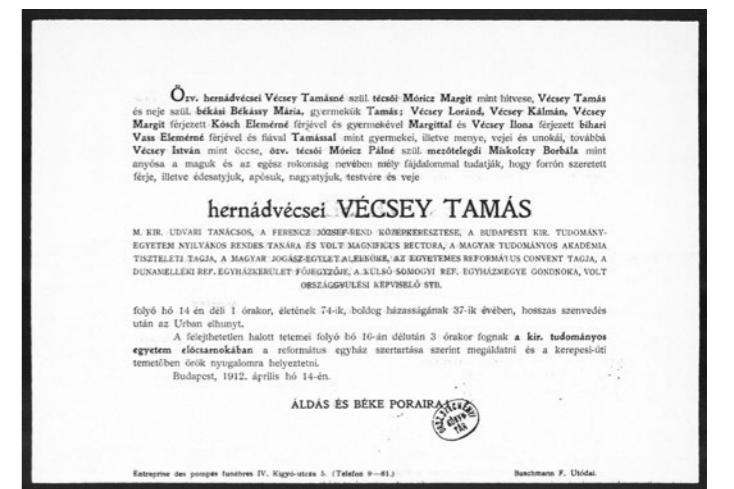 Özv. hernádvécsei Vécsey Tamásné szül. técsői Móricz Margit mint hitvese, Vécsey Tamás
és neje szül. békási Békássy Mária, gyermekük Tamás; Vécsey Loránd, Vécsey Kálmán, Vécsey
Margit férjezett Kósch Elemérné férjével és gyermekével Margittal és Vécsey Ilona férjezett bihari
Vass Elemérné férjével és fiával Tamással mint gyermekei, illetve menye, vejei és unokái, továbbá
Vécsey István mint öccse, özv. técsői Móricz Pálné szül. mezőtelegdi Miskolczy Borbála mint
anyósa a maguk és az egész rokonság nevében mély fájdalommal tudatják, hogy forrón szeretett
férje, illetve édesatyjuk, apósuk, nagyatyjuk, testvére és veje
hernádvécsei VÉCSEY TAMÁS
M. KIR. UDVARI TANÁCSOS, A FERENCZ JÓZSEF-REND KÖZÉPKERESZTESE, A BUDAPESTI KIR. TUDOMÁNY-
EGYETEM NYILVÁNOS RENDES TANÁRA ÉS VOLT MAGNIFICUS RECTORA, A MAGYAR TUDOMÁNYOS AKADÉMIA
TISZTELETI TAGJA, A MAGYAR JOGÁSZ-EGYLET ALELNÖKE, AZ EGYETEMES REFORMÁTUS CONVENT TAGJA, A
DUNAMELLÉKI REF. EGYHÁZKERÜLET FŐJEGYZŐJE, A KÜLSŐ SOMOGYI REF. EGYHÁZMEGYE GONDNOKA, VOLT
ORSZÁGGYŰLÉSI KÉPVISELŐ STB.
folyó hó 14 én déli 1 órakor, életének 74-ik, boldog házasságának 37-ik évében, hosszas szenvedés
után az Urban elhunyt.
A felejthetetlen halott tetemei folyó hó 16-án délután 3 órakor fognak a kir. tudományos
egyetem előcsarnokában a református egyház szertartása szerint megáldatni és a kerepesi-úti
temetőben örök nyugalomra helyeztetni.
Budapest, 1912. április hó 14-én.
ÁLDÁS ÉS BÉKE PORAIRA!
KÖNYV
TÁR
Entreprise des pompes funèbres IV. Kigyó-utcza 5. (Telefon 9—61.)
Buschmann F. Utódai.